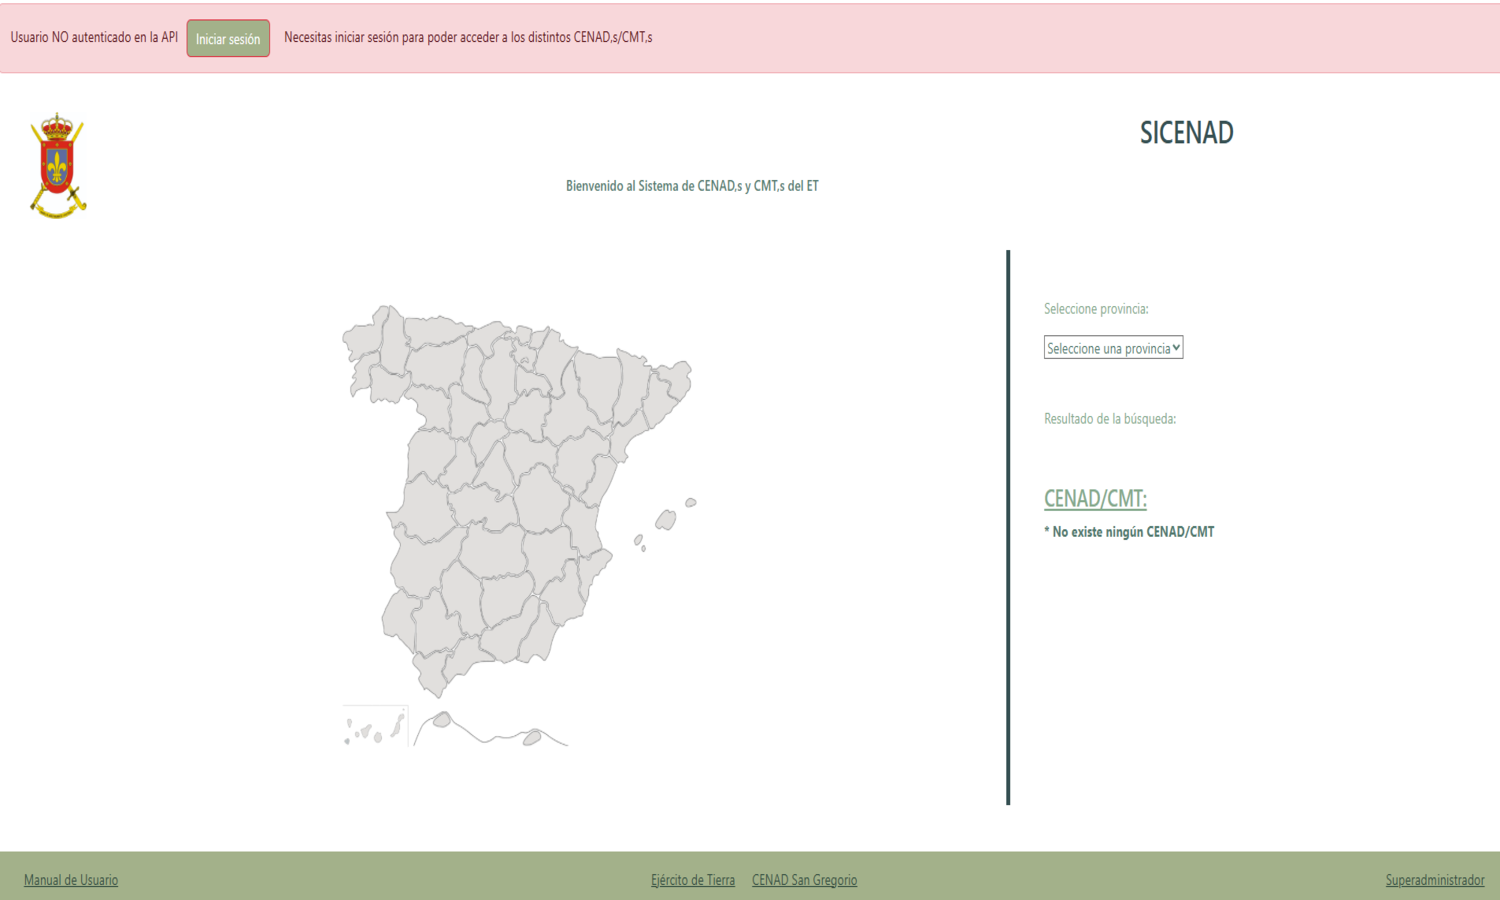 Usuario NO autenticado en la API Iniciar sesión Necesitas iniciar sesión para poder acceder a los distintos CENAD,s/CMT,s
SICENAD
Bienvenido al Sistema de CENAD,s y CMT,s del ET
Seleccione provincia:
Seleccione una provincia
Resultado de la búsqueda:
CENAD/CMT:
* No existe ningún CENAD/CMT
Manual de Usuario Ejército de Tierra CENAD San Gregorio Superadministrador